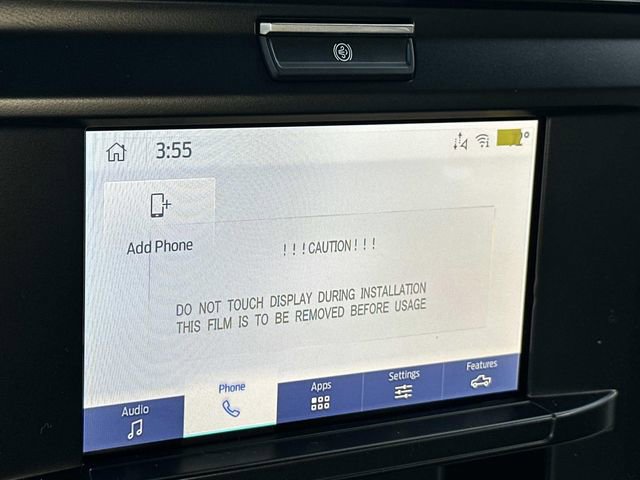 3:55
Add Phone
!!!CAUTION!!!
DO NOT TOUCH DISPLAY DURING INSTALLATION
THIS FILM IS TO BE REMOVED BEFORE USAGE
Audio
Phone
Apps
Settings
Features